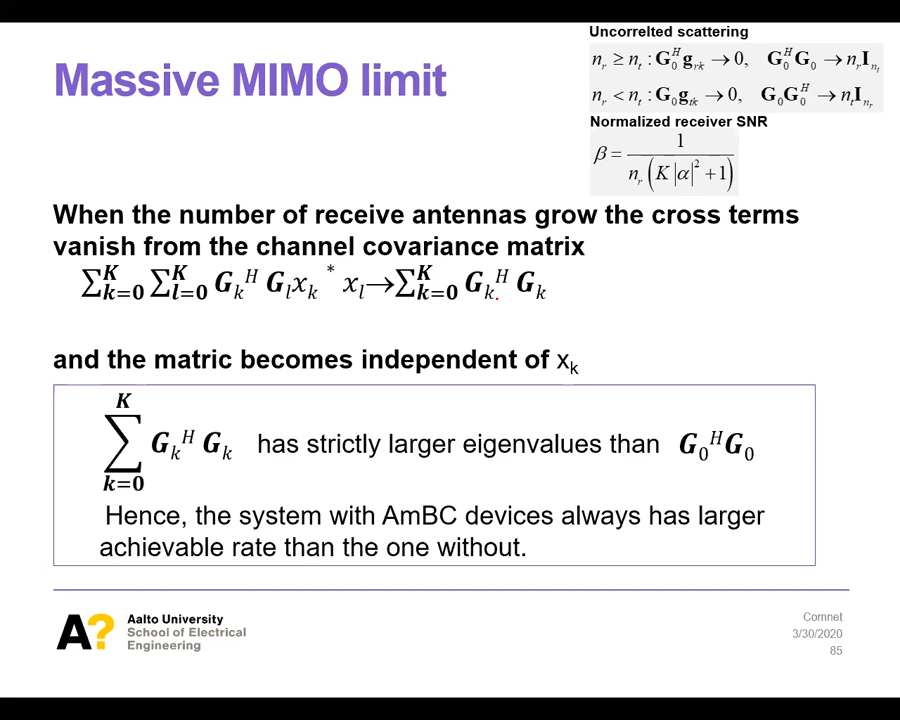 Uncorrelted scattering
n_r ≥ n_t : G_0^H g_rk → 0, G_0^H G_0 → n_r I_{n_t}
n_r < n_t : G_0 g_tk → 0, G_0 G_0^H → n_t I_{n_r}
Normalized receiver SNR
β = 1 / (n_r (K|α|^2 + 1))
Massive MIMO limit
When the number of receive antennas grow the cross terms
vanish from the channel covariance matrix
∑_{k=0}^{K} ∑_{l=0}^{K} G_k^H G_l x_k^* x_l → ∑_{k=0}^{K} G_k^H G_k
and the matric becomes independent of x_k
∑_{k=0}^{K} G_k^H G_k has strictly larger eigenvalues than G_0^H G_0
Hence, the system with AmBC devices always has larger
achievable rate than the one without.
A?
Aalto University
School of Electrical
Engineering
Comnet
3/30/2020
85